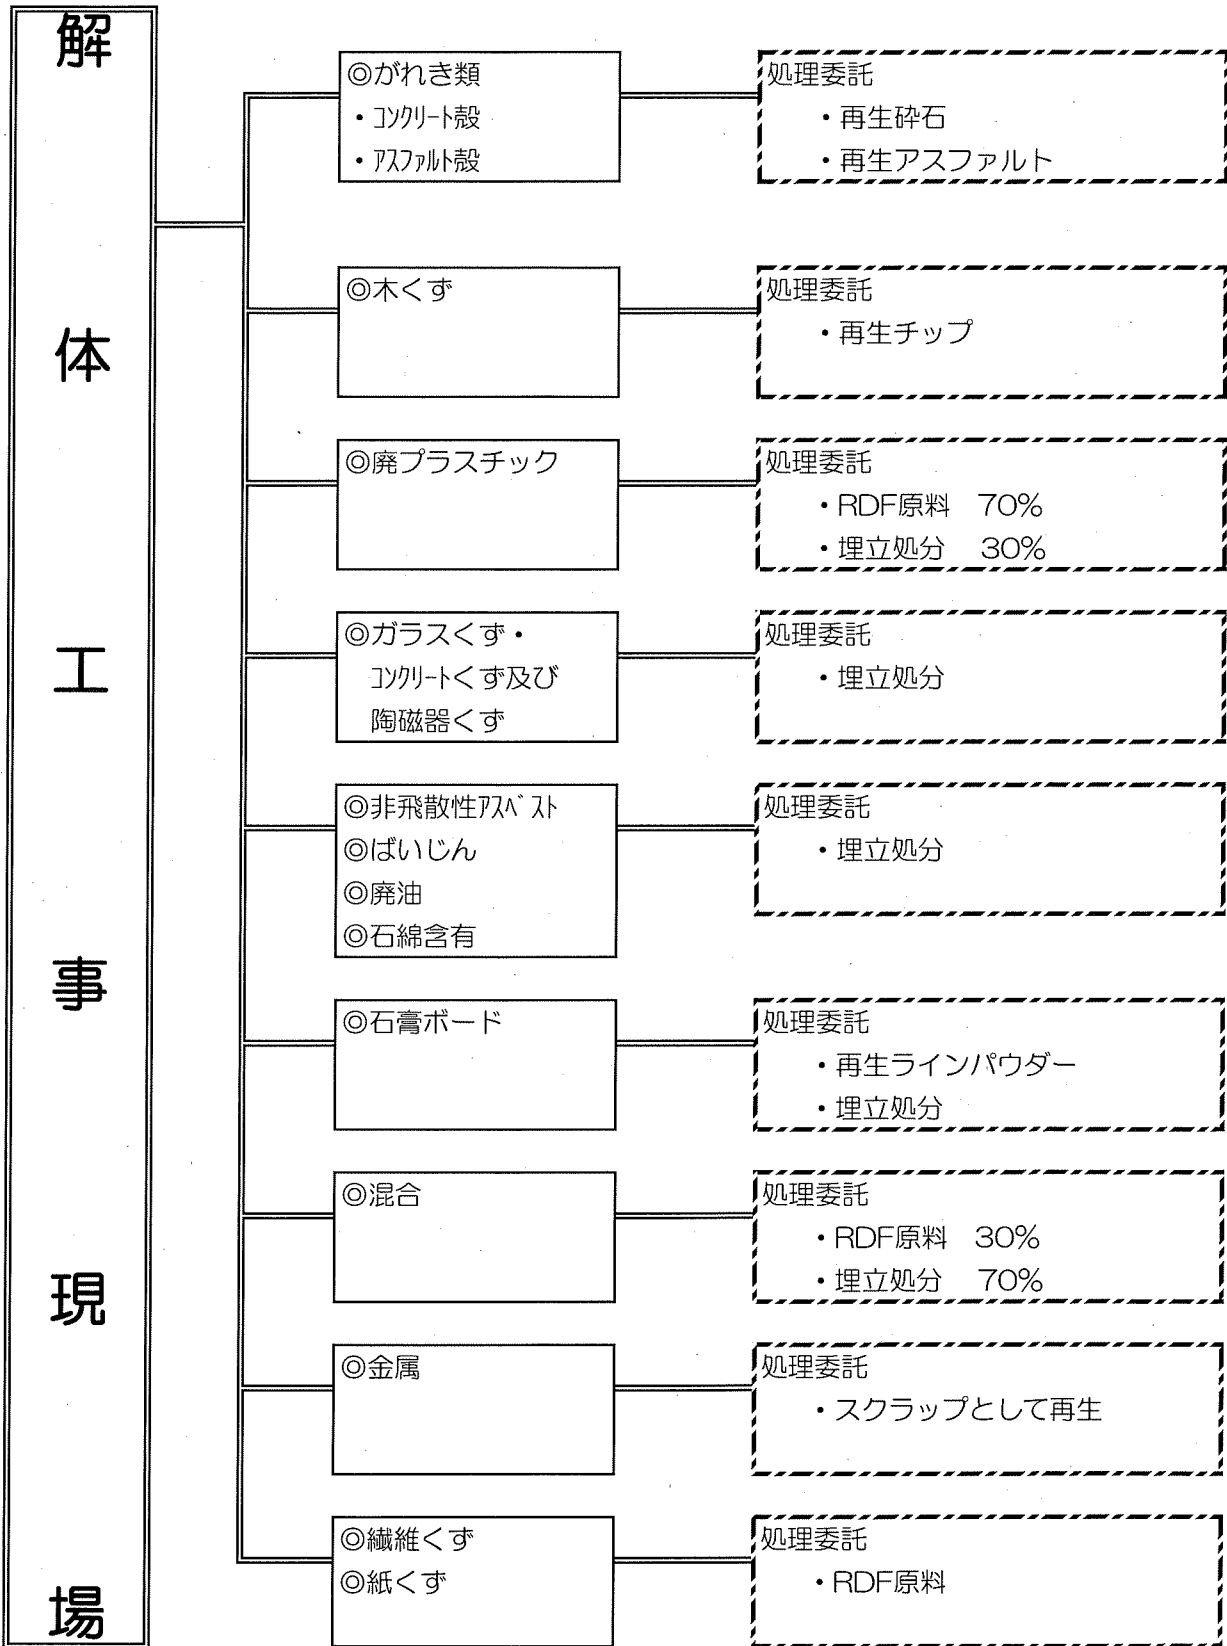 解体工事現場
◎がれき類
・コンクリート殻
・アスファルト殻
処理委託
・再生砕石
・再生アスファルト
◎木くず
処理委託
・再生チップ
◎廃プラスチック
処理委託
・RDF原料　70%
・埋立処分　30%
◎ガラスくず・
コンクリートくず及び
陶磁器くず
処理委託
・埋立処分
◎非飛散性アスベスト
◎ばいじん
◎廃油
◎石綿含有
処理委託
・埋立処分
◎石膏ボード
処理委託
・再生ラインパウダー
・埋立処分
◎混合
処理委託
・RDF原料　30%
・埋立処分　70%
◎金属
処理委託
・スクラップとして再生
◎繊維くず
◎紙くず
処理委託
・RDF原料